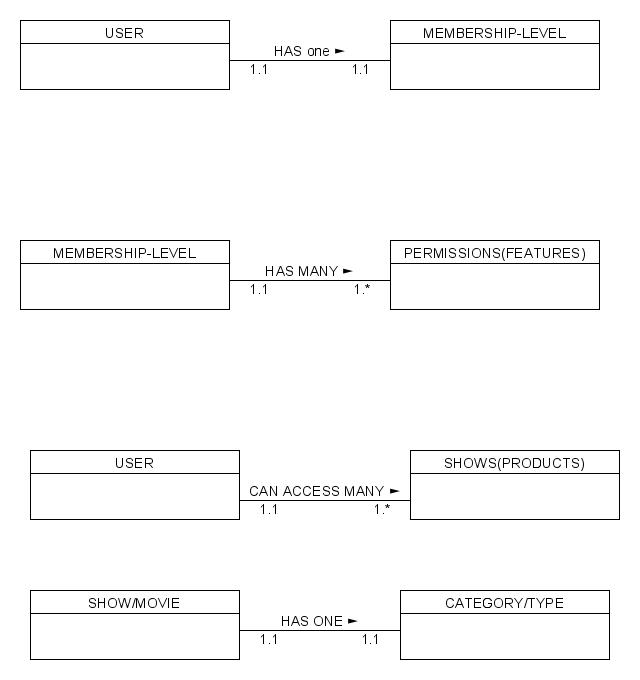 USER
MEMBERSHIP-LEVEL
HAS one ►
1.1
1.1
MEMBERSHIP-LEVEL
PERMISSIONS(FEATURES)
HAS MANY ►
1.1
1.*
USER
SHOWS(PRODUCTS)
CAN ACCESS MANY ►
1.1
1.*
SHOW/MOVIE
CATEGORY/TYPE
HAS ONE ►
1.1
1.1